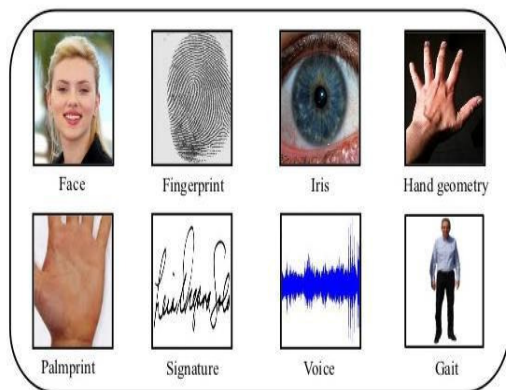 Face
Fingerprint
Iris
Hand geometry
Palmprint
Signature
Voice
Gait